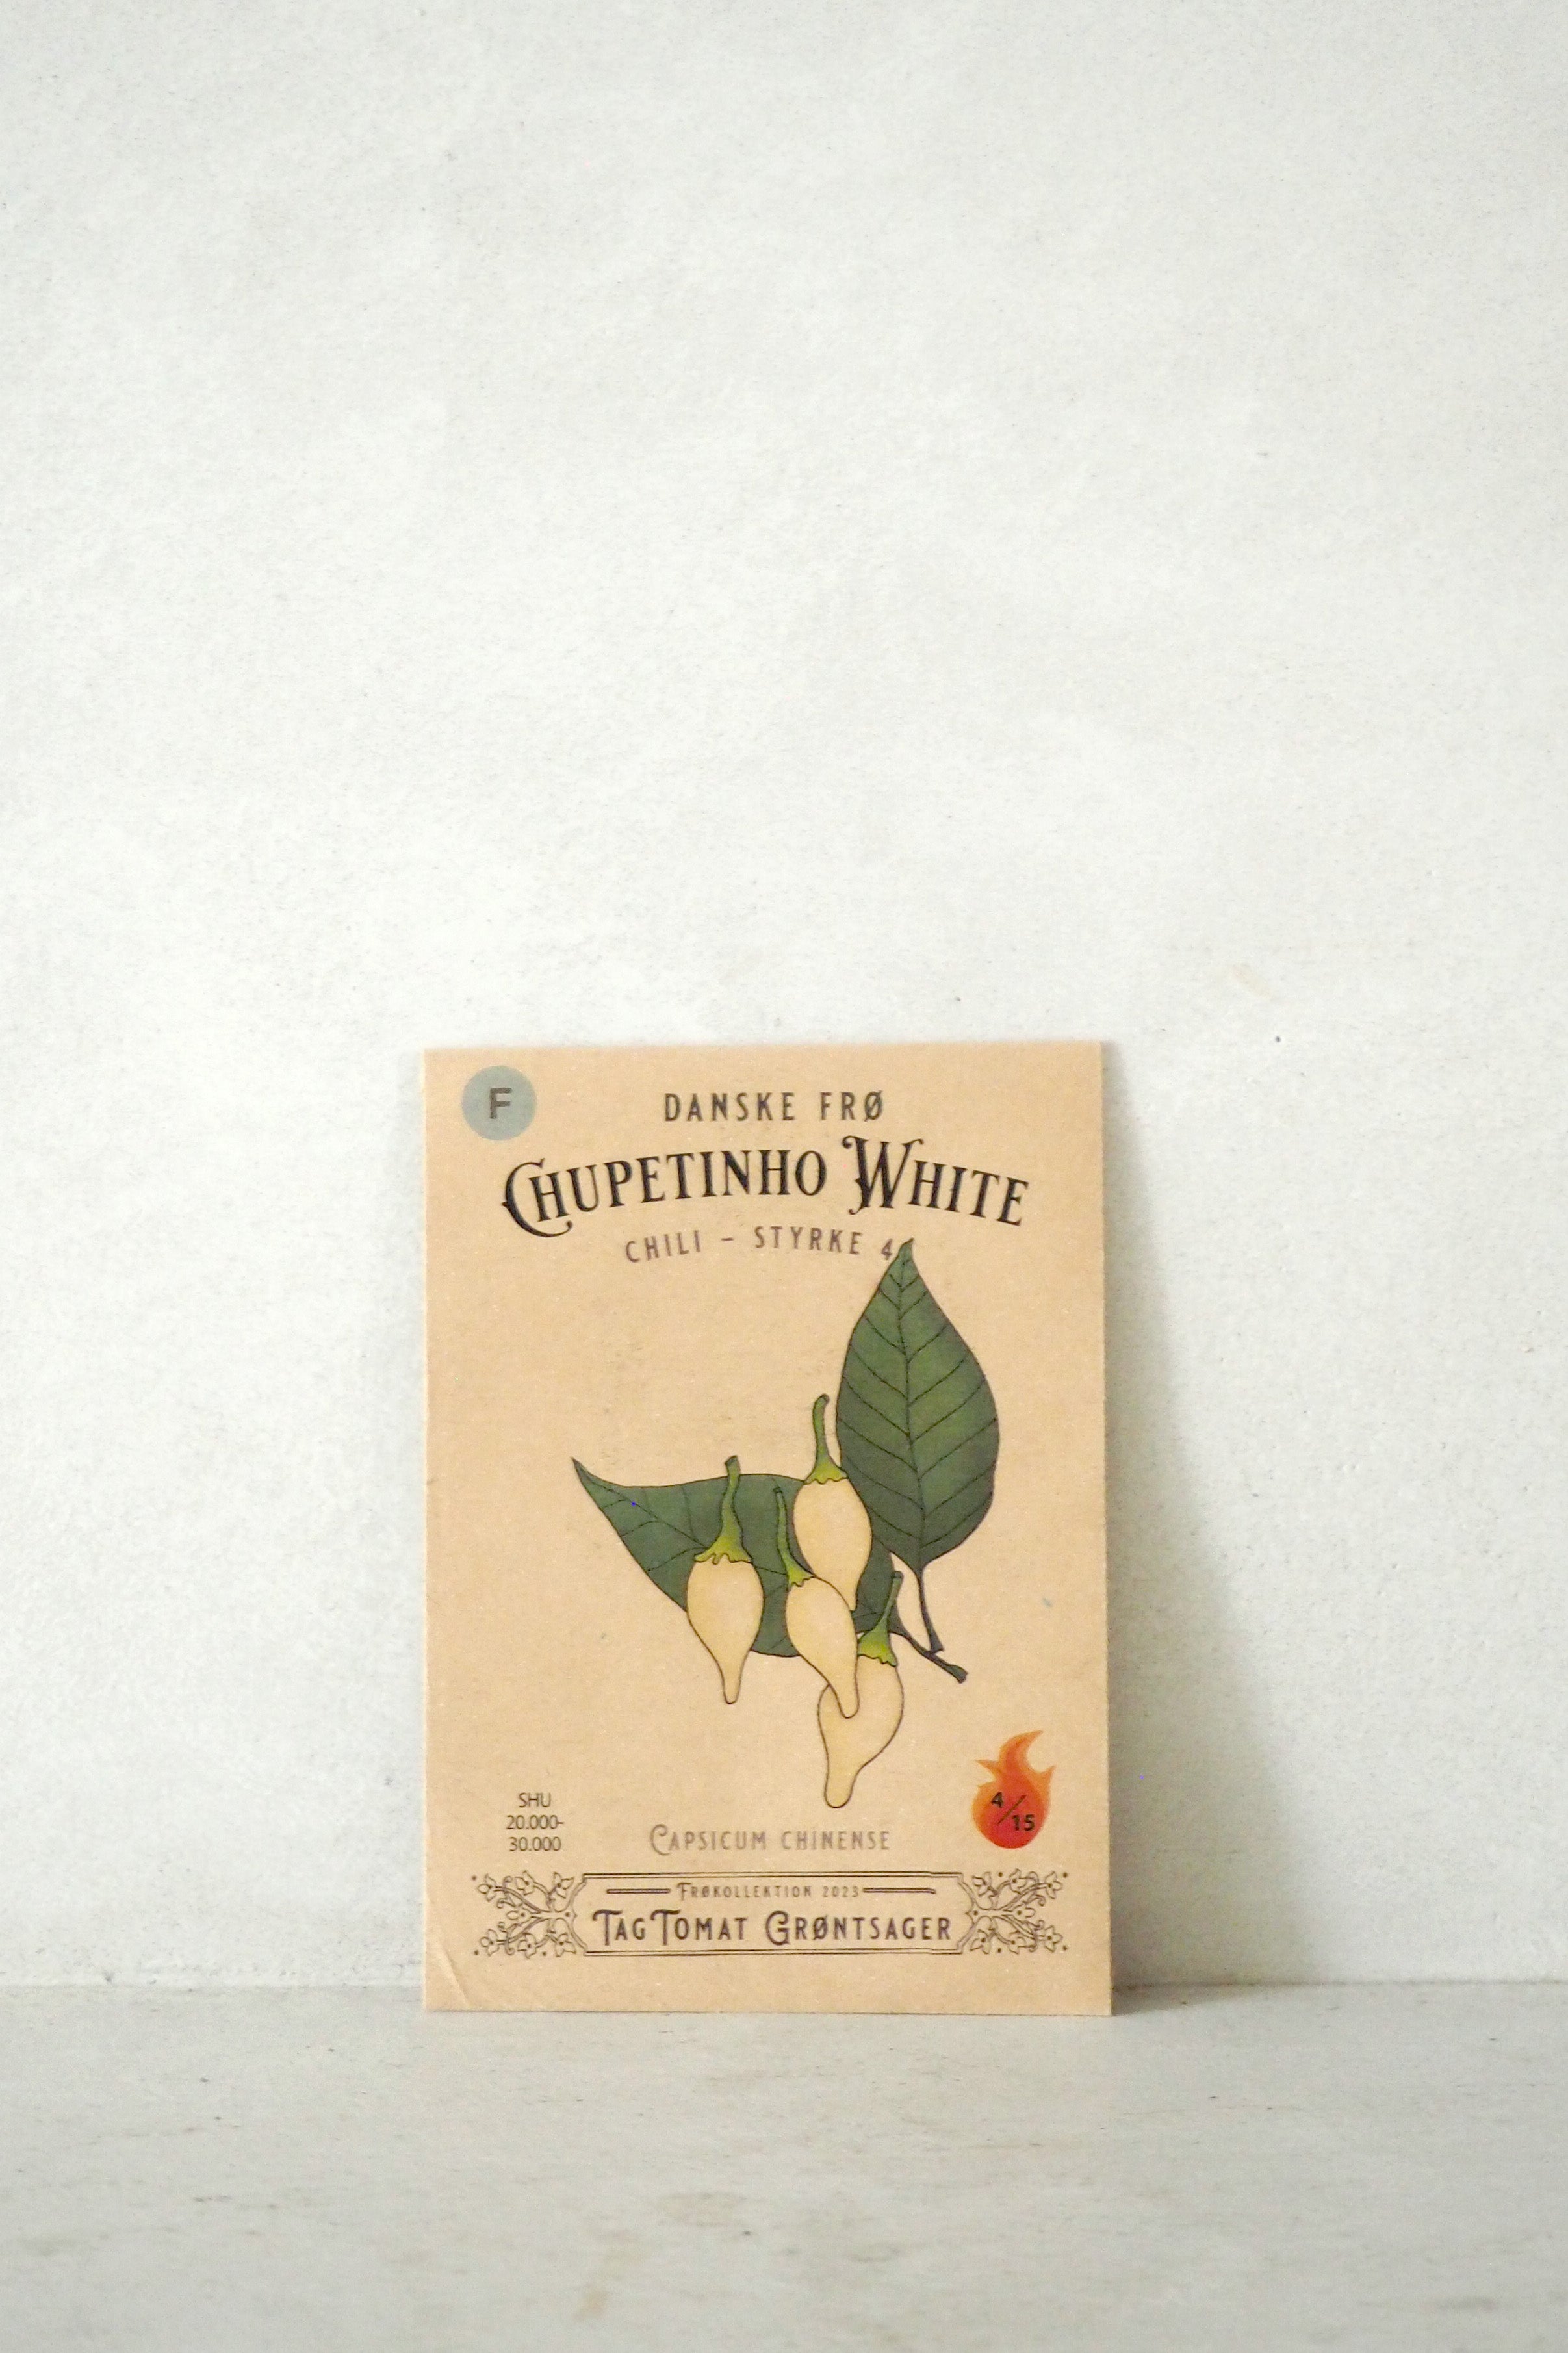 F
DANSKE FRØ
CHUPETINHO WHITE
CHILI - STYRKE 4
SHU
20.000-
30.000
CAPSICUM CHINENSE
4/15
FRØKOLLEKTION 2023
TAGTOMAT GRØNTSAGER